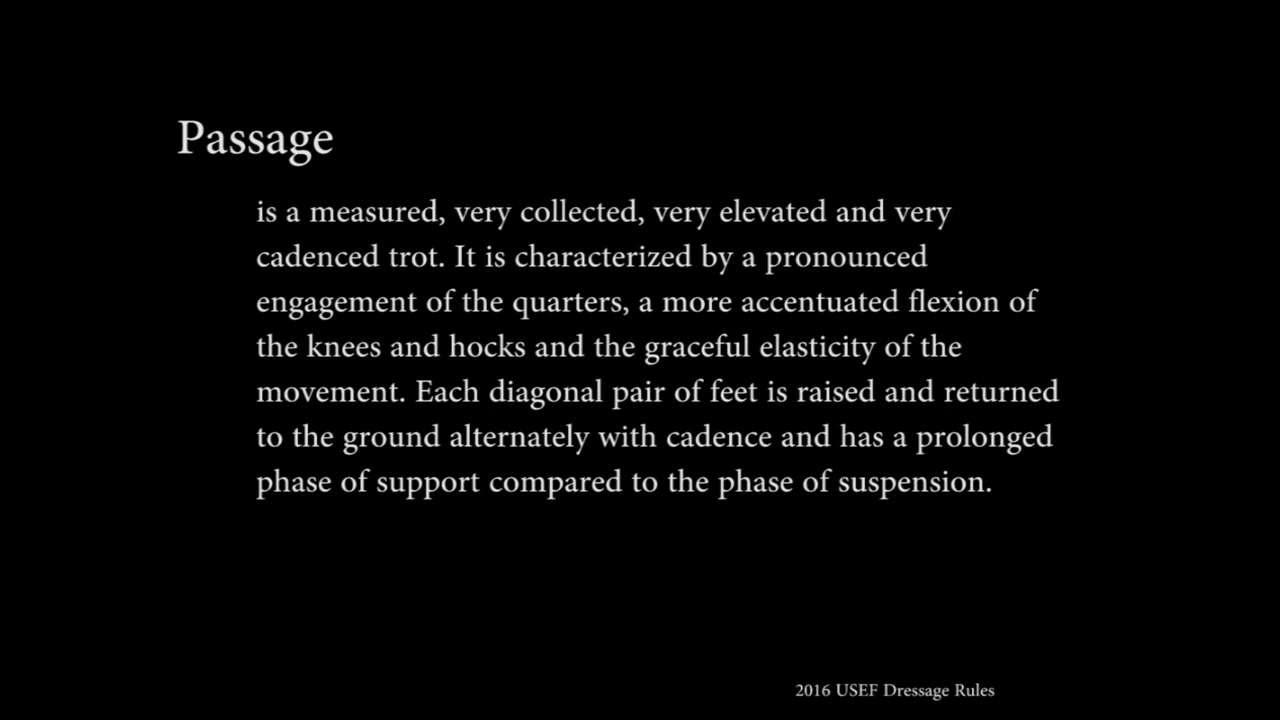 Passage
is a measured, very collected, very elevated and very
cadenced trot. It is characterized by a pronounced
engagement of the quarters, a more accentuated flexion of
the knees and hocks and the graceful elasticity of the
movement. Each diagonal pair of feet is raised and returned
to the ground alternately with cadence and has a prolonged
phase of support compared to the phase of suspension.
2016 USEF Dressage Rules